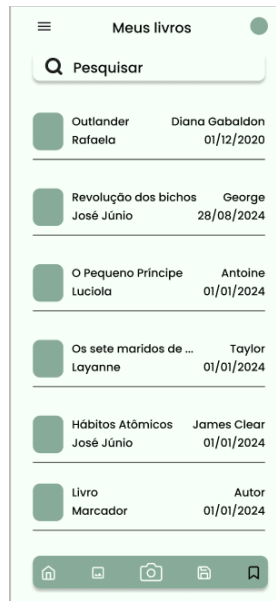 Meus livros
Pesquisar
Outlander Diana Gabaldon
Rafaela 01/12/2020
Revolução dos bichos George
José Júnio 28/08/2024
O Pequeno Príncipe Antoine
Luciola 01/01/2024
Os sete maridos de ... Taylor
Layanne 01/01/2024
Hábitos Atômicos James Clear
José Júnio 01/01/2024
Livro Autor
Marcador 01/01/2024